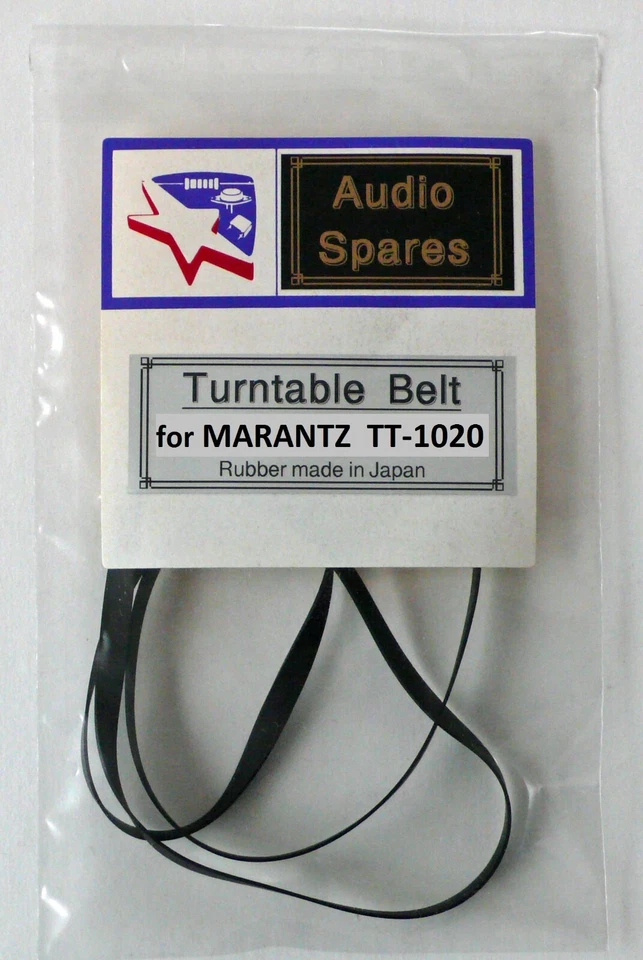 Audio
Spares
Turntable Belt
for MARANTZ TT-1020
Rubber made in Japan